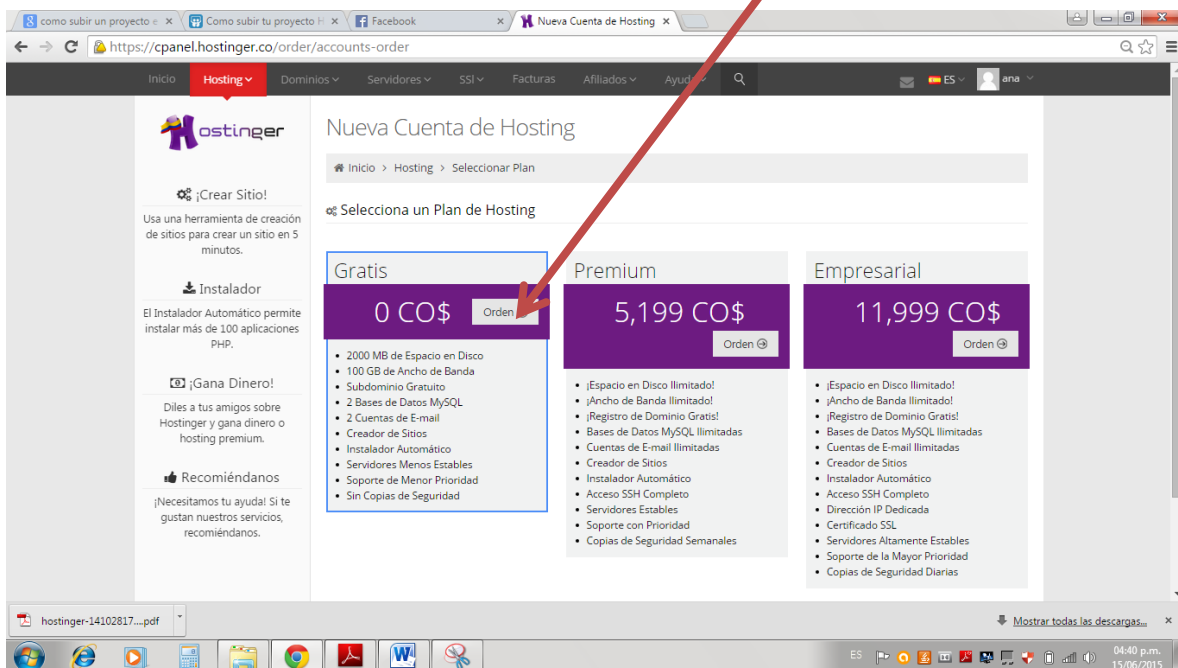 como subir un proyecto e
Como subir tu proyecto H
Facebook
Nueva Cuenta de Hosting
https://cpanel.hostinger.co/order/accounts-order
Inicio Hosting Dominios Servidores SSl Facturas Afiliados Ayuda ES ana
Hostinger
¡Crear Sitio!
Usa una herramienta de creación
de sitios para crear un sitio en 5
minutos.
Instalador
El Instalador Automático permite
instalar más de 100 aplicaciones
PHP.
¡Gana Dinero!
Diles a tus amigos sobre
Hostinger y gana dinero o
hosting premium.
Recomiéndanos
¡Necesitamos tu ayuda! Si te
gustan nuestros servicios,
recomiéndanos.
Nueva Cuenta de Hosting
Inicio > Hosting > Seleccionar Plan
Selecciona un Plan de Hosting
Gratis
0 CO$ Orden
• 2000 MB de Espacio en Disco
• 100 GB de Ancho de Banda
• Subdominio Gratuito
• 2 Bases de Datos MySQL
• 2 Cuentas de E-mail
• Creador de Sitios
• Instalador Automático
• Servidores Menos Estables
• Soporte de Menor Prioridad
• Sin Copias de Seguridad
Premium
5,199 CO$
Orden
• ¡Espacio en Disco Ilimitado!
• ¡Ancho de Banda Ilimitado!
• ¡Registro de Dominio Gratis!
• Bases de Datos MySQL Ilimitadas
• Cuentas de E-mail Ilimitadas
• Creador de Sitios
• Instalador Automático
• Acceso SSH Completo
• Servidores Estables
• Soporte con Prioridad
• Copias de Seguridad Semanales
Empresarial
11,999 CO$
Orden
• ¡Espacio en Disco Ilimitado!
• ¡Ancho de Banda Ilimitado!
• ¡Registro de Dominio Gratis!
• Bases de Datos MySQL Ilimitadas
• Cuentas de E-mail Ilimitadas
• Creador de Sitios
• Instalador Automático
• Acceso SSH Completo
• Dirección IP Dedicada
• Certificado SSL
• Servidores Altamente Estables
• Soporte de la Mayor Prioridad
• Copias de Seguridad Diarias
hostinger-14102817....pdf
Mostrar todas las descargas...
ES
04:40 p.m.
15/06/2015